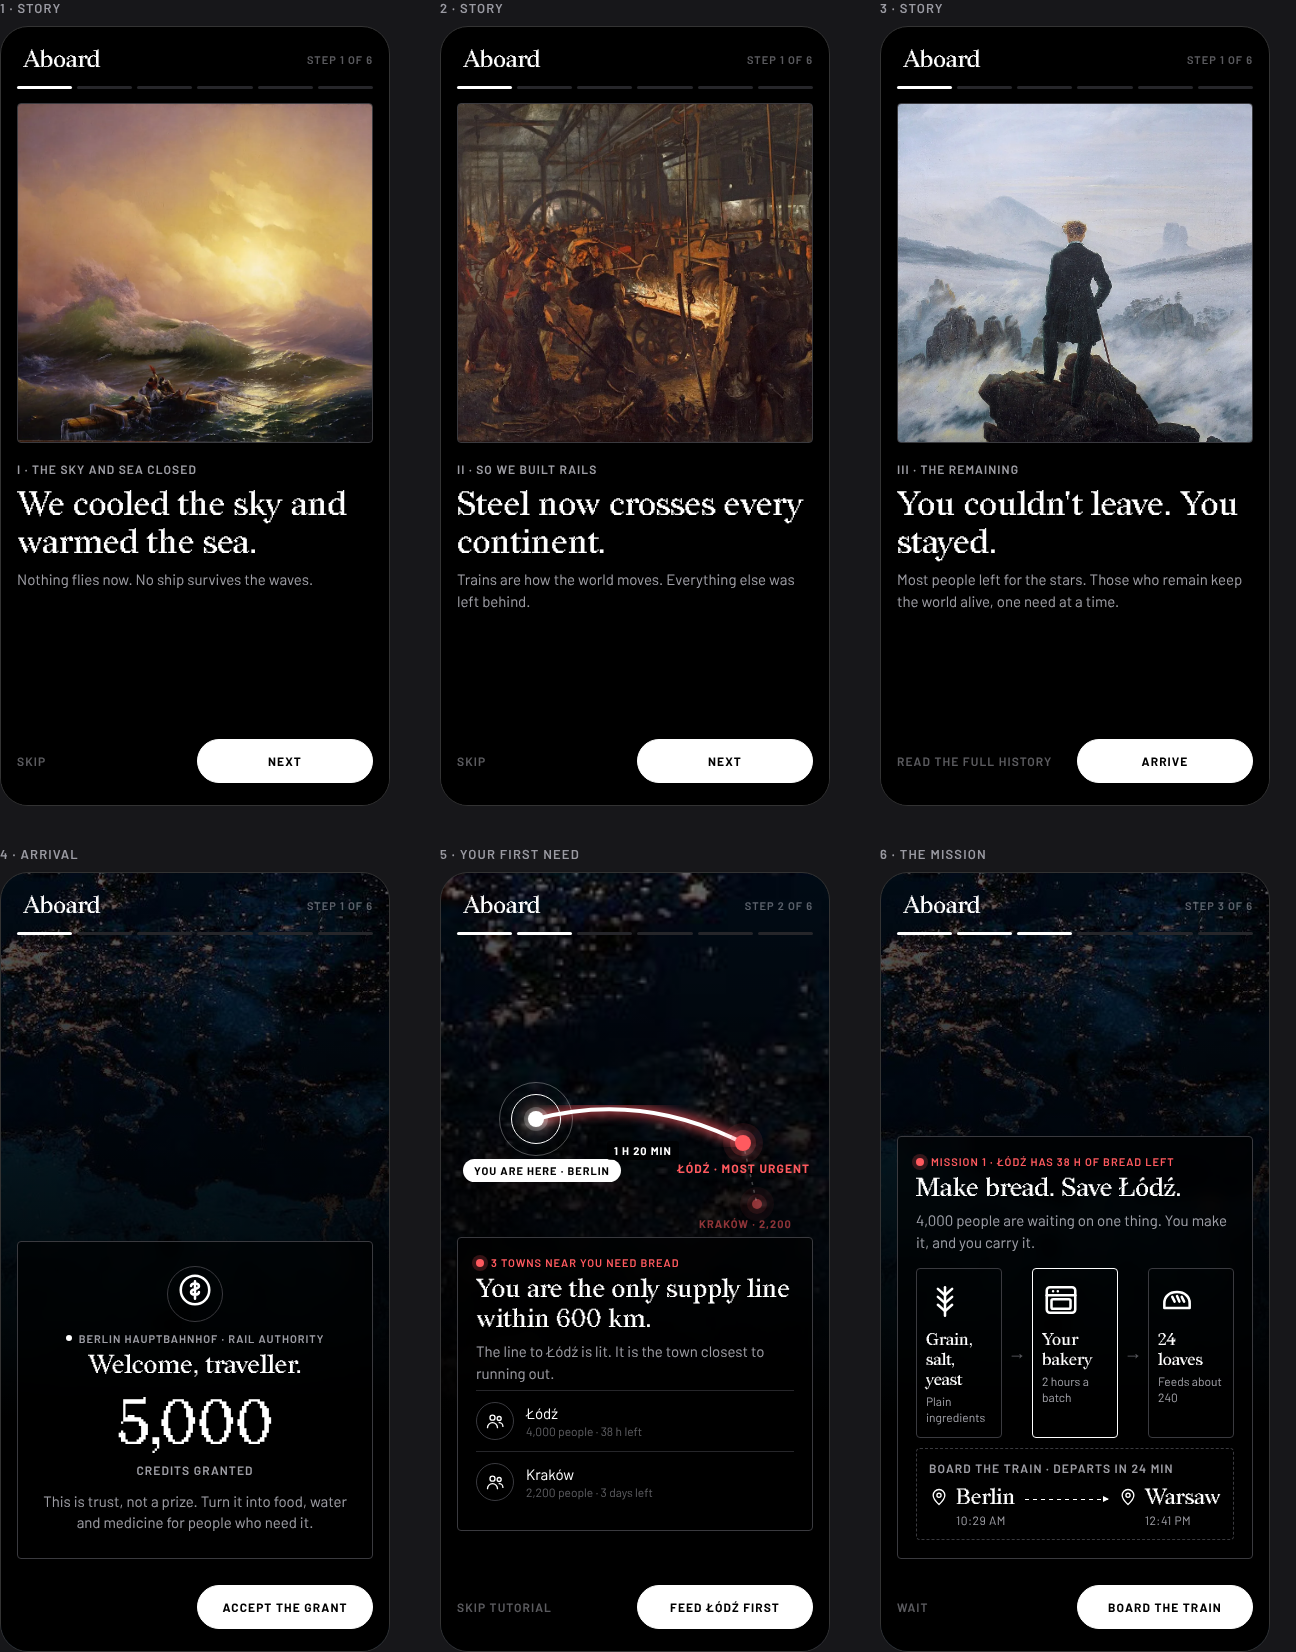 1 · STORY
Aboard
STEP 1 OF 6
I · THE SKY AND SEA CLOSED
We cooled the sky and
warmed the sea.
Nothing flies now. No ship survives the waves.
SKIP
NEXT
2 · STORY
Aboard
STEP 1 OF 6
II · SO WE BUILT RAILS
Steel now crosses every
continent.
Trains are how the world moves. Everything else was
left behind.
SKIP
NEXT
3 · STORY
Aboard
STEP 1 OF 6
III · THE REMAINING
You couldn't leave. You
stayed.
Most people left for the stars. Those who remain keep
the world alive, one need at a time.
READ THE FULL HISTORY
ARRIVE
4 · ARRIVAL
Aboard
STEP 1 OF 6
BERLIN HAUPTBAHNHOF · RAIL AUTHORITY
Welcome, traveller.
5,000
CREDITS GRANTED
This is trust, not a prize. Turn it into food, water
and medicine for people who need it.
ACCEPT THE GRANT
5 · YOUR FIRST NEED
Aboard
STEP 2 OF 6
1 H 20 MIN
YOU ARE HERE · BERLIN
ŁÓDŹ · MOST URGENT
KRAKÓW · 2,200
3 TOWNS NEAR YOU NEED BREAD
You are the only supply line
within 600 km.
The line to Łódź is lit. It is the town closest to
running out.
Łódź
4,000 people · 38 h left
Kraków
2,200 people · 3 days left
SKIP TUTORIAL
FEED ŁÓDŹ FIRST
6 · THE MISSION
Aboard
STEP 3 OF 6
MISSION 1 · ŁÓDŹ HAS 38 H OF BREAD LEFT
Make bread. Save Łódź.
4,000 people are waiting on one thing. You make
it, and you carry it.
Grain,
salt,
yeast
Plain
ingredients
→
Your
bakery
2 hours a
batch
→
24
loaves
Feeds about
240
BOARD THE TRAIN · DEPARTS IN 24 MIN
Berlin
Warsaw
10:29 AM
12:41 PM
WAIT
BOARD THE TRAIN